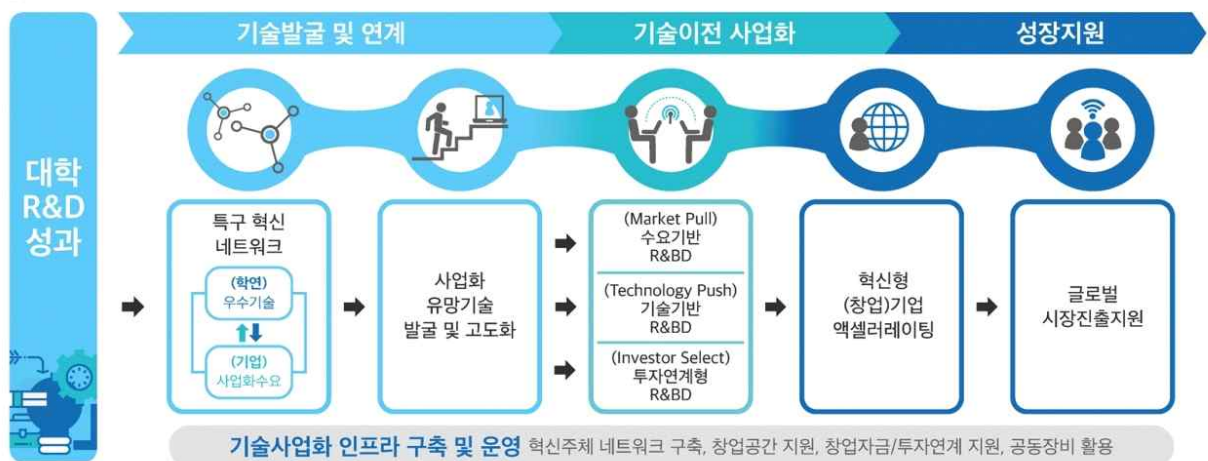 기술발굴 및 연계
기술이전 사업화
성장지원
대학
R&D
성과
특구 혁신
네트워크
(학연)
우수기술
(기업)
사업화수요
사업화
유망기술
발굴 및 고도화
(Market Pull)
수요기반
R&BD
(Technology Push)
기술기반
R&BD
(Investor Select)
투자연계형
R&BD
혁신형
(창업)기업
액셀러레이팅
글로벌
시장진출지원
기술사업화 인프라 구축 및 운영 혁신주체 네트워크 구축, 창업공간 지원, 창업자금/투자연계 지원, 공동장비 활용